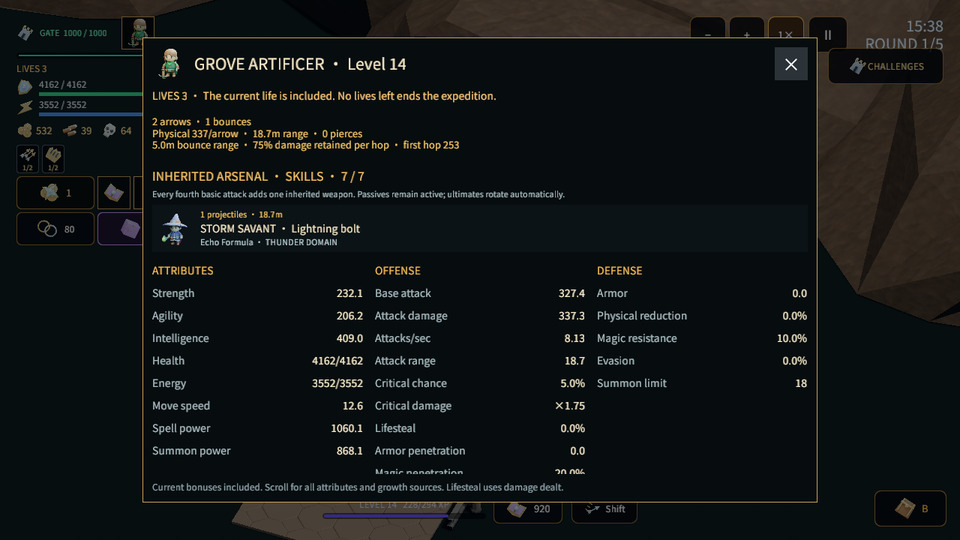 GATE 1000 / 1000
LIVES 3
4162 / 4162
3552 / 3552
532 39 64
1/2 1/2
1
80
− + 1× II
15:38
ROUND 1/5
CHALLENGES
GROVE ARTIFICER • Level 14
LIVES 3 • The current life is included. No lives left ends the expedition.
2 arrows • 1 bounces
Physical 337/arrow • 18.7m range • 0 pierces
5.0m bounce range • 75% damage retained per hop • first hop 253
INHERITED ARSENAL • SKILLS • 7 / 7
Every fourth basic attack adds one inherited weapon. Passives remain active; ultimates rotate automatically.
1 projectiles • 18.7m
STORM SAVANT • Lightning bolt
Echo Formula • THUNDER DOMAIN
ATTRIBUTES
Strength 232.1
Agility 206.2
Intelligence 409.0
Health 4162/4162
Energy 3552/3552
Move speed 12.6
Spell power 1060.1
Summon power 868.1
OFFENSE
Base attack 327.4
Attack damage 337.3
Attacks/sec 8.13
Attack range 18.7
Critical chance 5.0%
Critical damage ×1.75
Lifesteal 0.0%
Armor penetration 0.0
Magic penetration 20.0%
DEFENSE
Armor 0.0
Physical reduction 0.0%
Magic resistance 10.0%
Evasion 0.0%
Summon limit 18
Current bonuses included. Scroll for all attributes and growth sources. Lifesteal uses damage dealt.
LEVEL 14
920
Shift
B